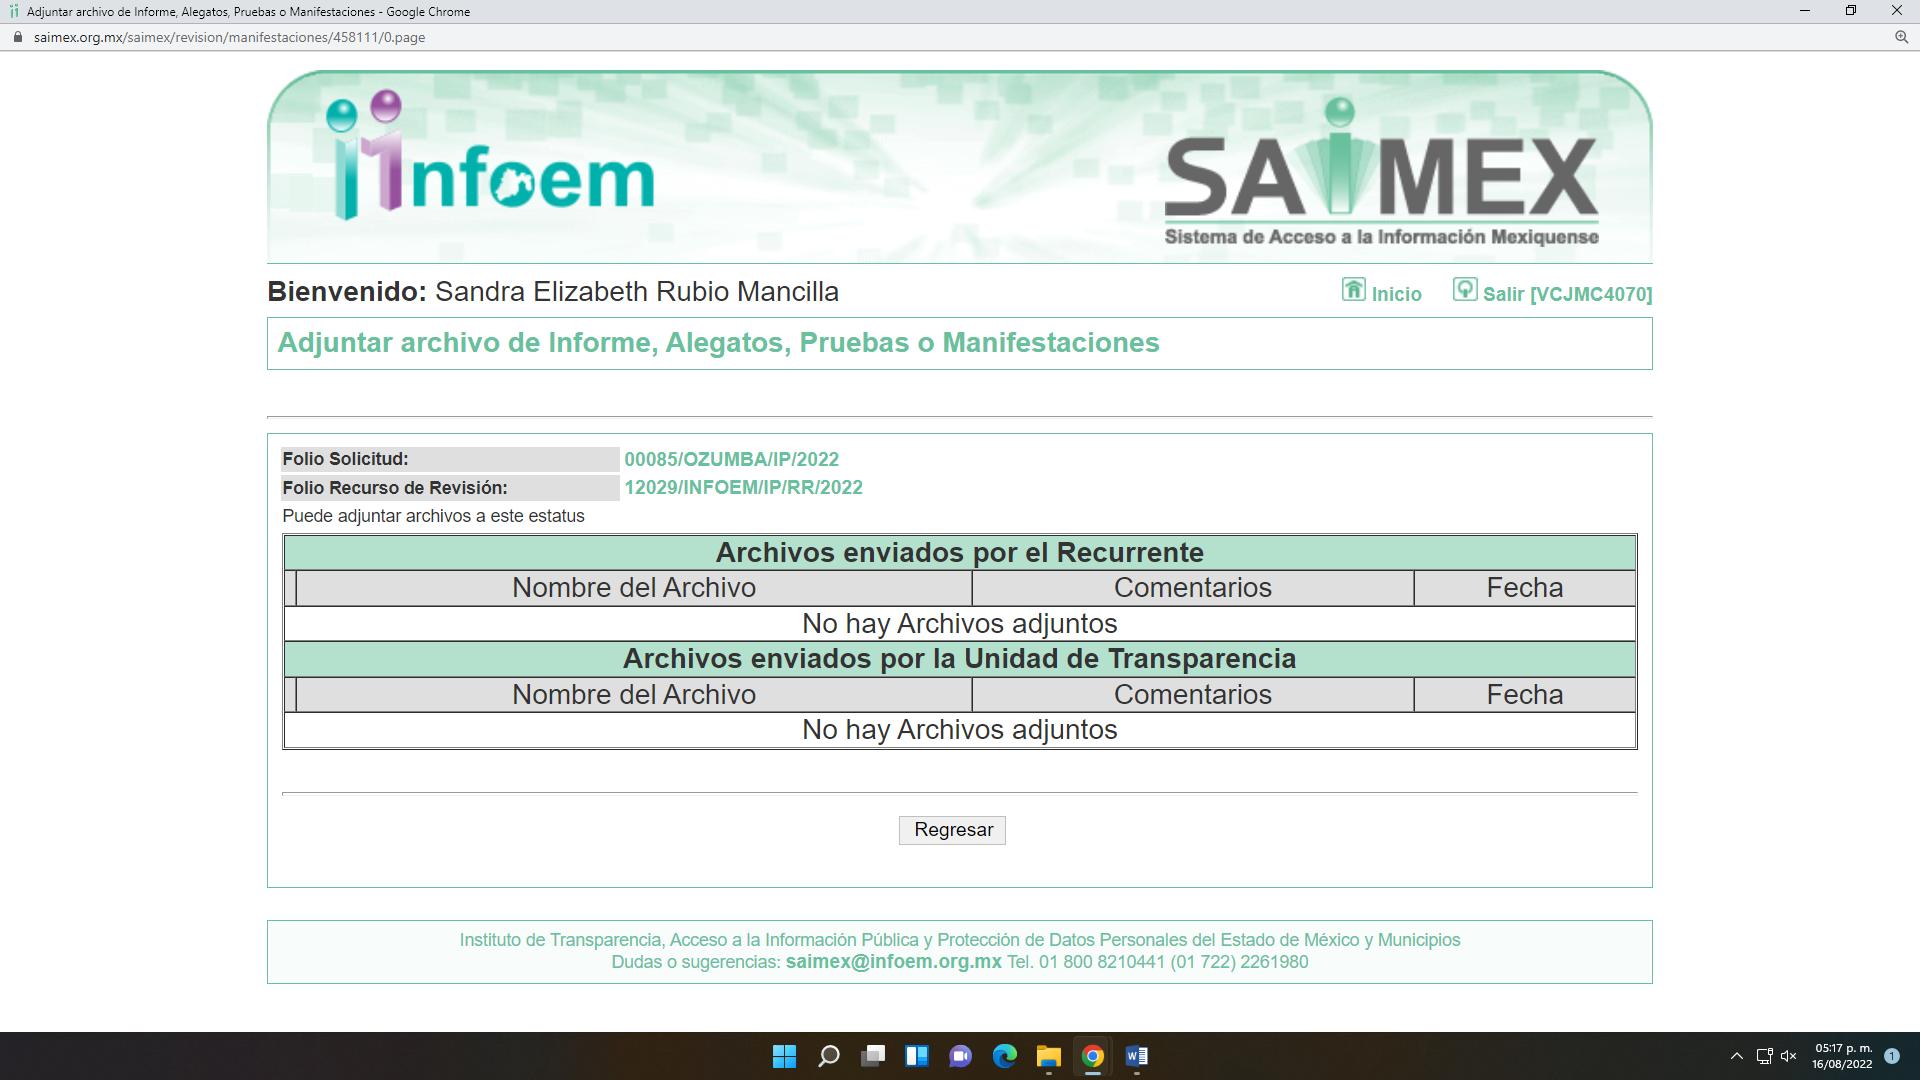 Adjuntar archivo de Informe, Alegatos, Pruebas o Manifestaciones - Google Chrome
saimex.org.mx/saimex/revision/manifestaciones/458111/0.page
infoem
SAiMEX
Sistema de Acceso a la Información Mexiquense
Bienvenido: Sandra Elizabeth Rubio Mancilla
Inicio Salir [VCJMC4070]
Adjuntar archivo de Informe, Alegatos, Pruebas o Manifestaciones
Folio Solicitud: 00085/OZUMBA/IP/2022
Folio Recurso de Revisión: 12029/INFOEM/IP/RR/2022
Puede adjuntar archivos a este estatus
Archivos enviados por el Recurrente
Nombre del Archivo Comentarios Fecha
No hay Archivos adjuntos
Archivos enviados por la Unidad de Transparencia
Nombre del Archivo Comentarios Fecha
No hay Archivos adjuntos
Regresar
Instituto de Transparencia, Acceso a la Información Pública y Protección de Datos Personales del Estado de México y Municipios
Dudas o sugerencias: saimex@infoem.org.mx Tel. 01 800 8210441 (01 722) 2261980
05:17 p. m.
16/08/2022
1